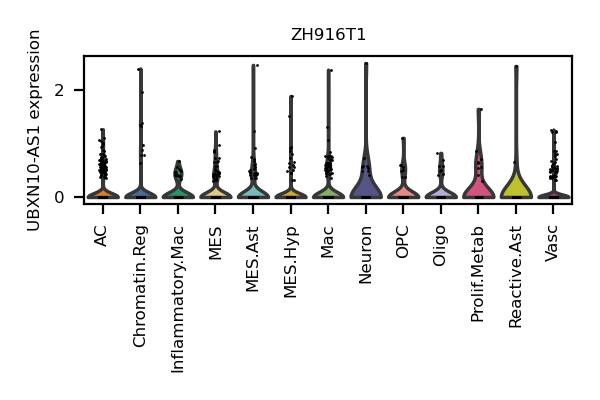 ZH916T1
UBXN10-AS1 expression
2
0
AC
Chromatin.Reg
Inflammatory.Mac
MES
MES.Ast
MES.Hyp
Mac
Neuron
OPC
Oligo
Prolif.Metab
Reactive.Ast
Vasc